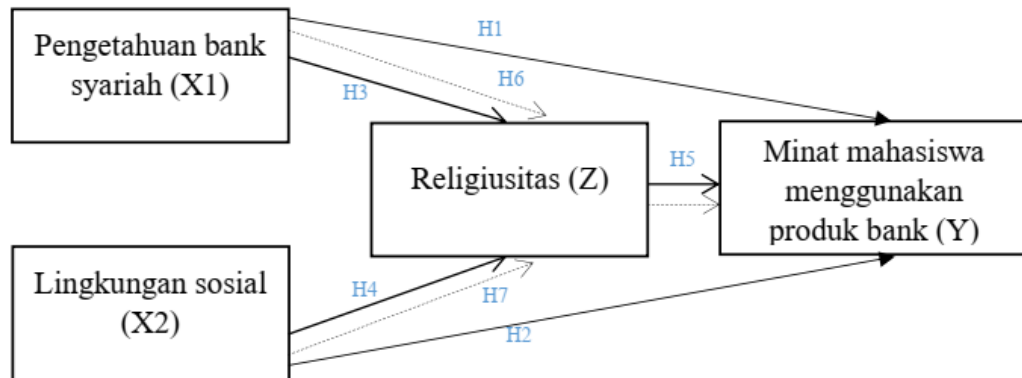 Pengetahuan bank
syariah (X1)
H1
H6
H3
Religiusitas (Z)
H5
Minat mahasiswa
menggunakan
produk bank (Y)
Lingkungan sosial
(X2)
H4
H7
H2